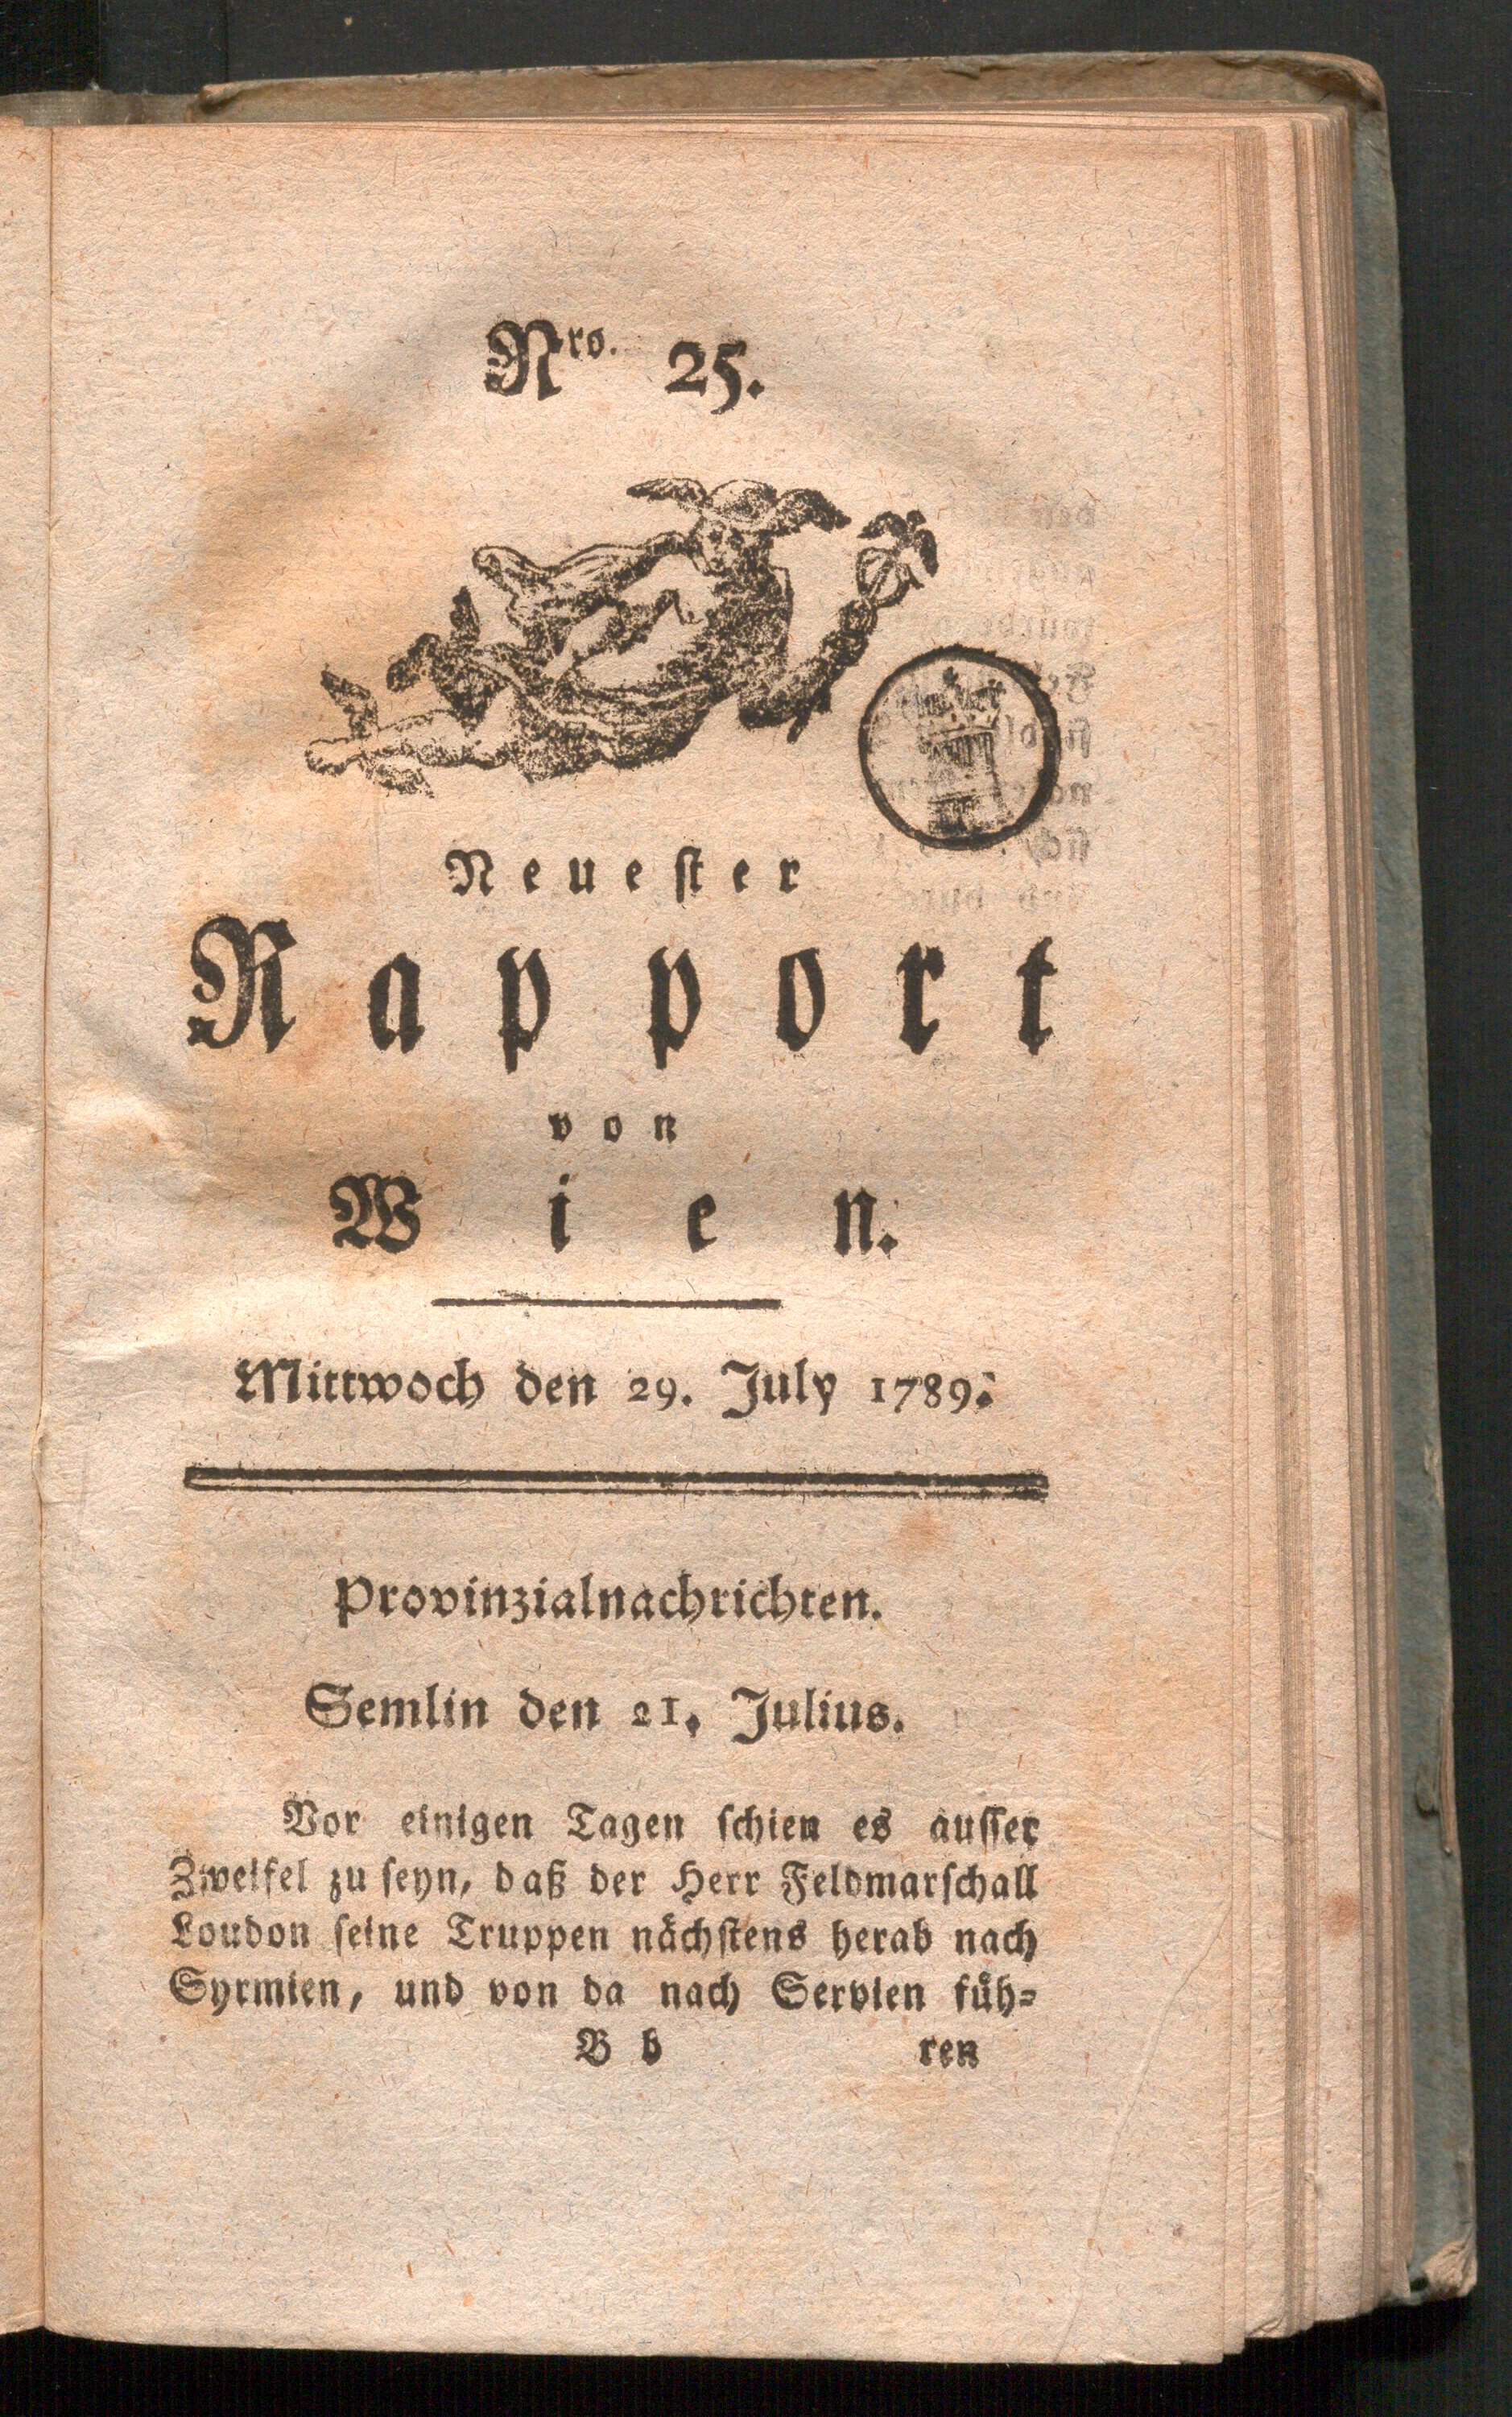 Nro. 25.
Neueſter
Rapport
von
Wien.
Mittwoch den 29. July 1789.
Provinzialnachrichten.
Semlin den 21. Julius.
Vor einigen Tagen ſchien es auſſer
Zweifel zu ſeyn, daß der Herr Feldmarſchall
Loudon ſeine Truppen nächſtens herab nach
Syrmien, und von da nach Servien füh-
B b ren